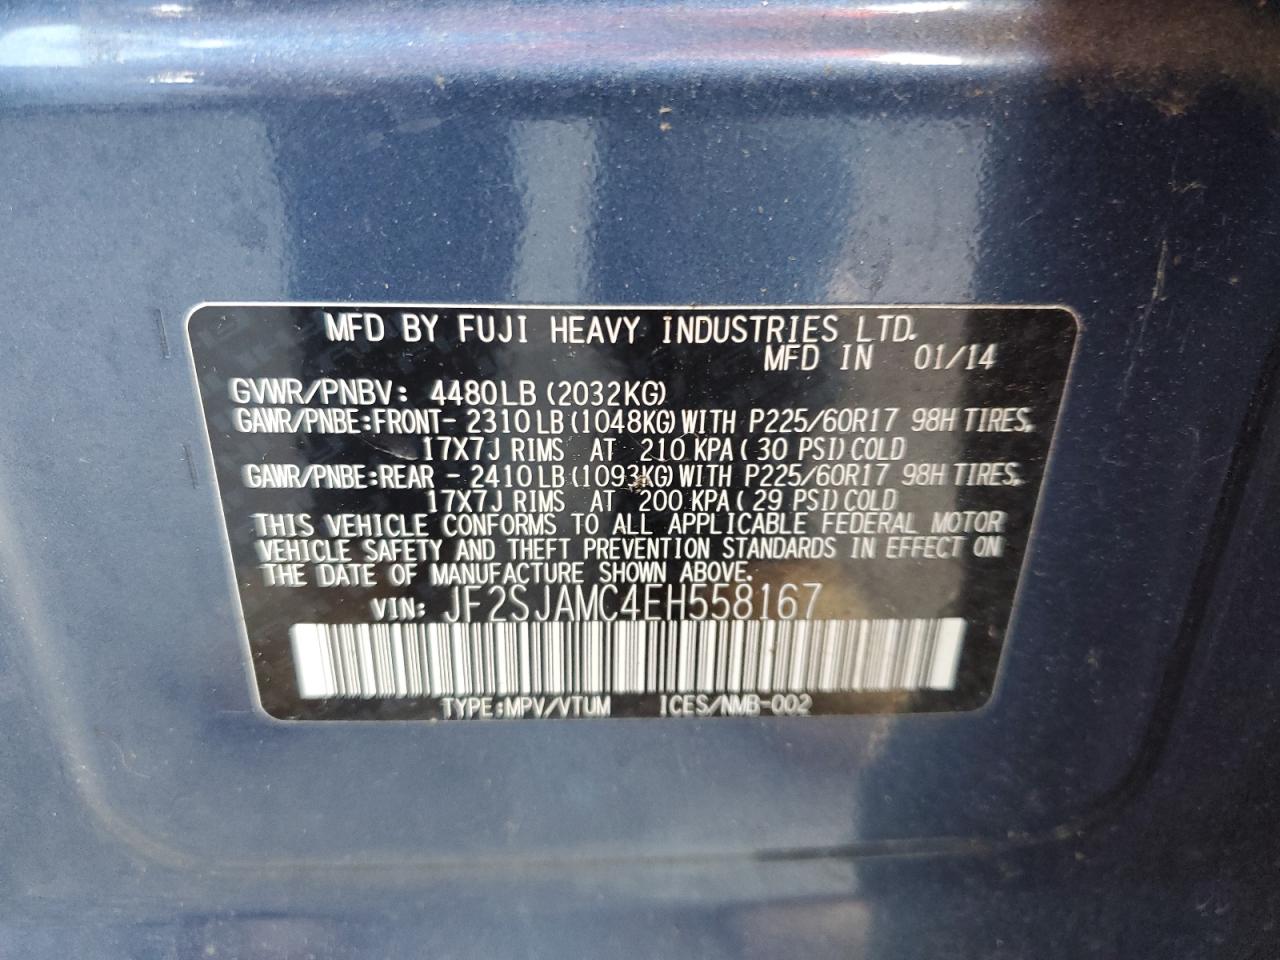 MFD BY FUJI HEAVY INDUSTRIES LTD.
MFD IN 01/14
GVWR/PNBV: 4480LB (2032KG)
GAWR/PNBE:FRONT- 2310LB (1048KG) WITH P225/60R17 98H TIRES,
17X7J RIMS AT 210 KPA ( 30 PSI) COLD
GAWR/PNBE:REAR - 2410LB (1093KG) WITH P225/60R17 98H TIRES,
17X7J RIMS AT 200 KPA ( 29 PSI) COLD
THIS VEHICLE CONFORMS TO ALL APPLICABLE FEDERAL MOTOR
VEHICLE SAFETY AND THEFT PREVENTION STANDARDS IN EFFECT ON
THE DATE OF MANUFACTURE SHOWN ABOVE.
VIN: JF2SJAMC4EH558167
TYPE:MPV/VTUM ICES/NMB-002